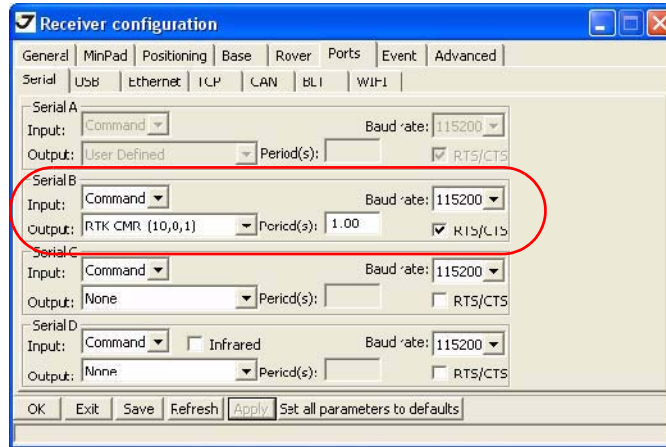 Receiver configuration
General MinPad Positioning Base Rover Ports Event Advanced
Serial USB Ethernet TCP CAN BLT WIFI
Serial A
Input: Command Baud rate: 115200
Output: User Defined Period(s): RTS/CTS
Serial B
Input: Command Baud rate: 115200
Output: RTK CMR (10,0,1) Period(s): 1.00 RTS/CTS
Serial C
Input: Command Baud rate: 115200
Output: None Period(s): RTS/CTS
Serial D
Input: Command Infrared Baud rate: 115200
Output: None Period(s): RTS/CTS
OK Exit Save Refresh Apply Set all parameters to defaults